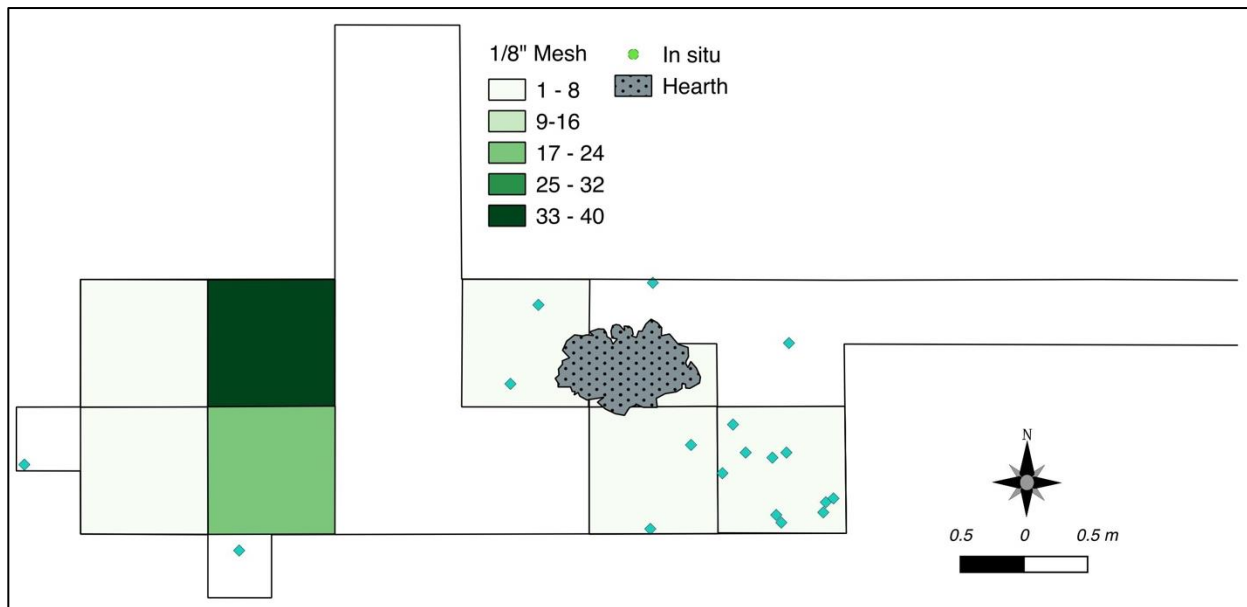 1/8" Mesh
1 - 8
9-16
17 - 24
25 - 32
33 - 40
In situ
Hearth
N
0.5 0 0.5 m